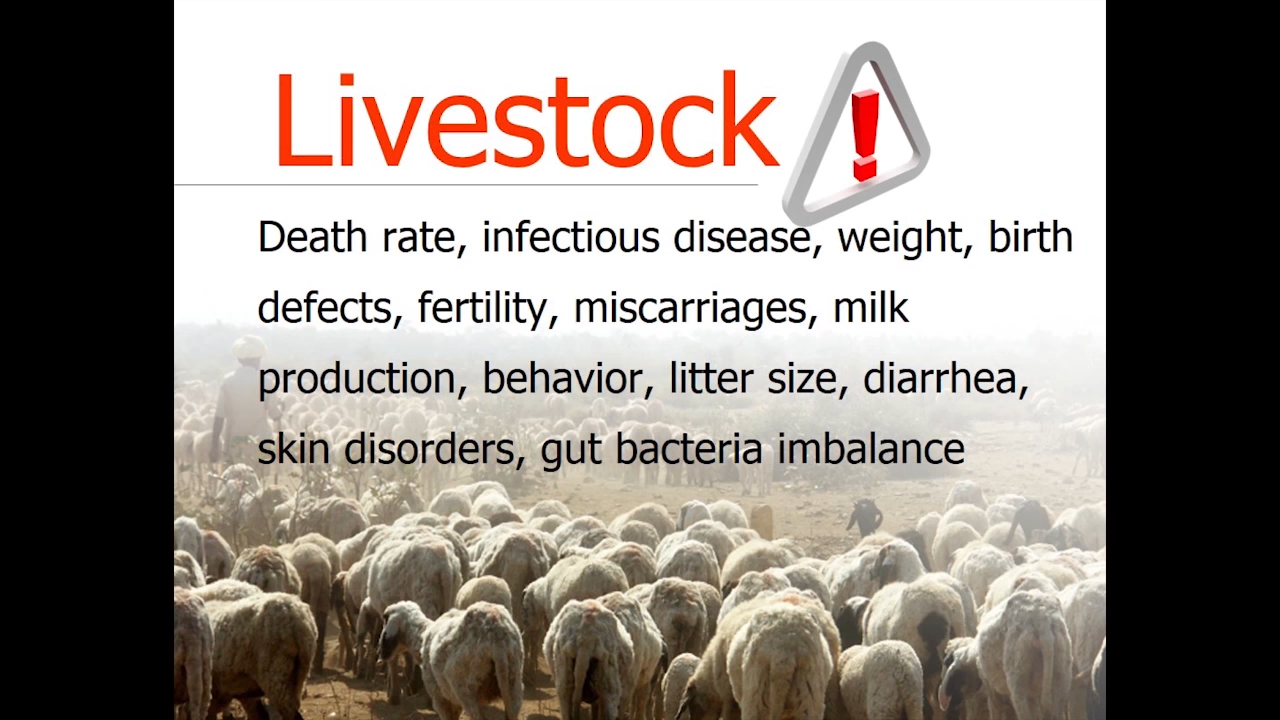 Livestock
Death rate, infectious disease, weight, birth
defects, fertility, miscarriages, milk
production, behavior, litter size, diarrhea,
skin disorders, gut bacteria imbalance